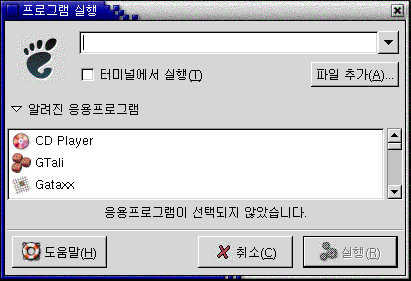 프로그램 실행
터미널에서 실행(T)
파일 추가(A)...
알려진 응용프로그램
CD Player
GTali
Gataxx
응용프로그램이 선택되지 않았습니다.
도움말(H)
취소(C)
실행(R)